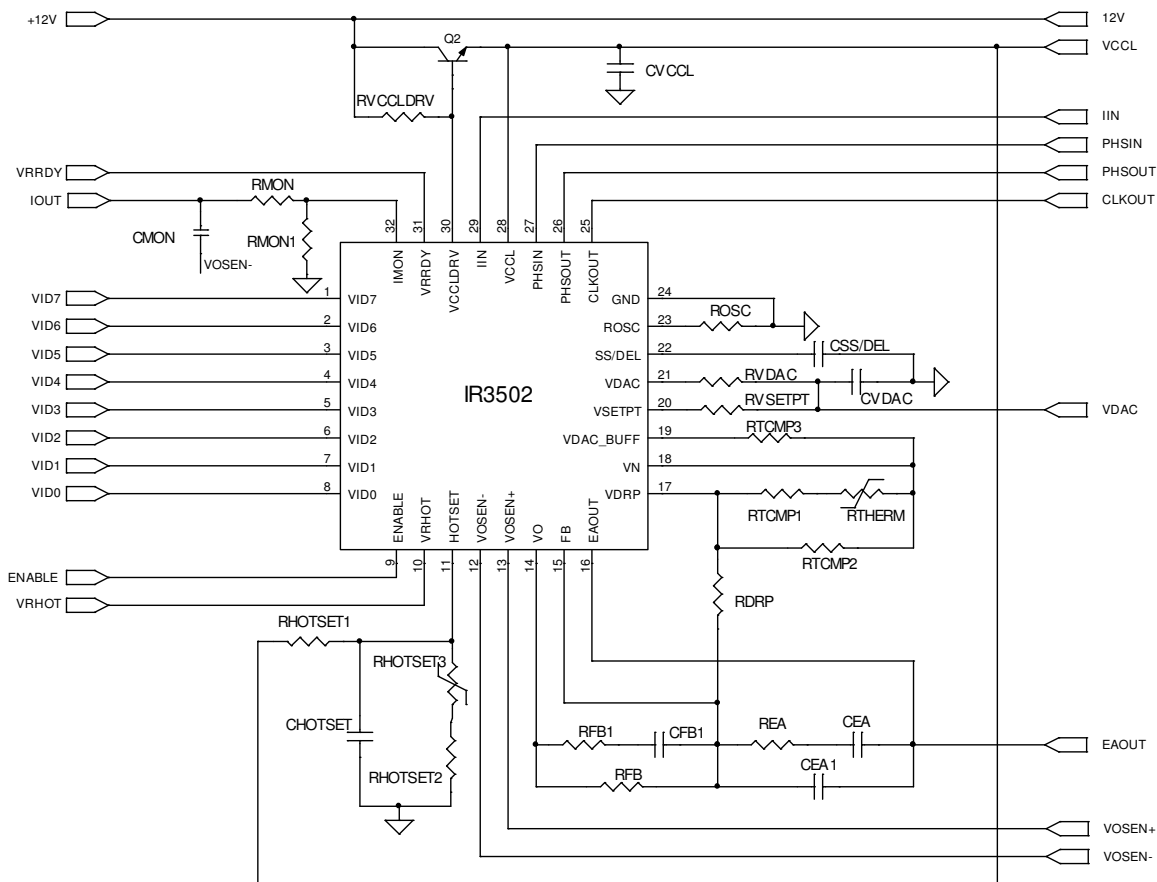 +12V
12V
Q2
VCCL
CVCCL
RVCCLDRV
IIN
PHSIN
VRRDY
PHSOUT
RMON
IOUT
CLKOUT
CMON
RMON1
VOSEN-
32
31
30
29
28
27
26
25
IMON
VRRDY
VCCLDRV
IIN
VCCL
PHSIN
PHSOUT
CLKOUT
VID7
1
VID7
VID6
2
VID6
VID5
3
VID5
VID4
4
VID4
VID3
5
VID3
VID2
6
VID2
VID1
7
VID1
VID0
8
VID0
IR3502
GND
24
ROSC
23
ROSC
SS/DEL
22
CSS/DEL
VDAC
21
RVDAC
CVDAC
VSETPT
20
RVSETPT
VDAC
VDAC_BUFF
19
RTCMP3
VN
18
VDRP
17
RTCMP1
RTHERM
RTCMP2
RDRP
ENABLE
VRHOT
HOTSET
VOSEN-
VOSEN+
VO
FB
EAOUT
9
10
11
12
13
14
15
16
ENABLE
VRHOT
RHOTSET1
RHOTSET3
CHOTSET
RHOTSET2
RFB1
CFB1
REA
CEA
EAOUT
RFB
CEA1
VOSEN+
VOSEN-